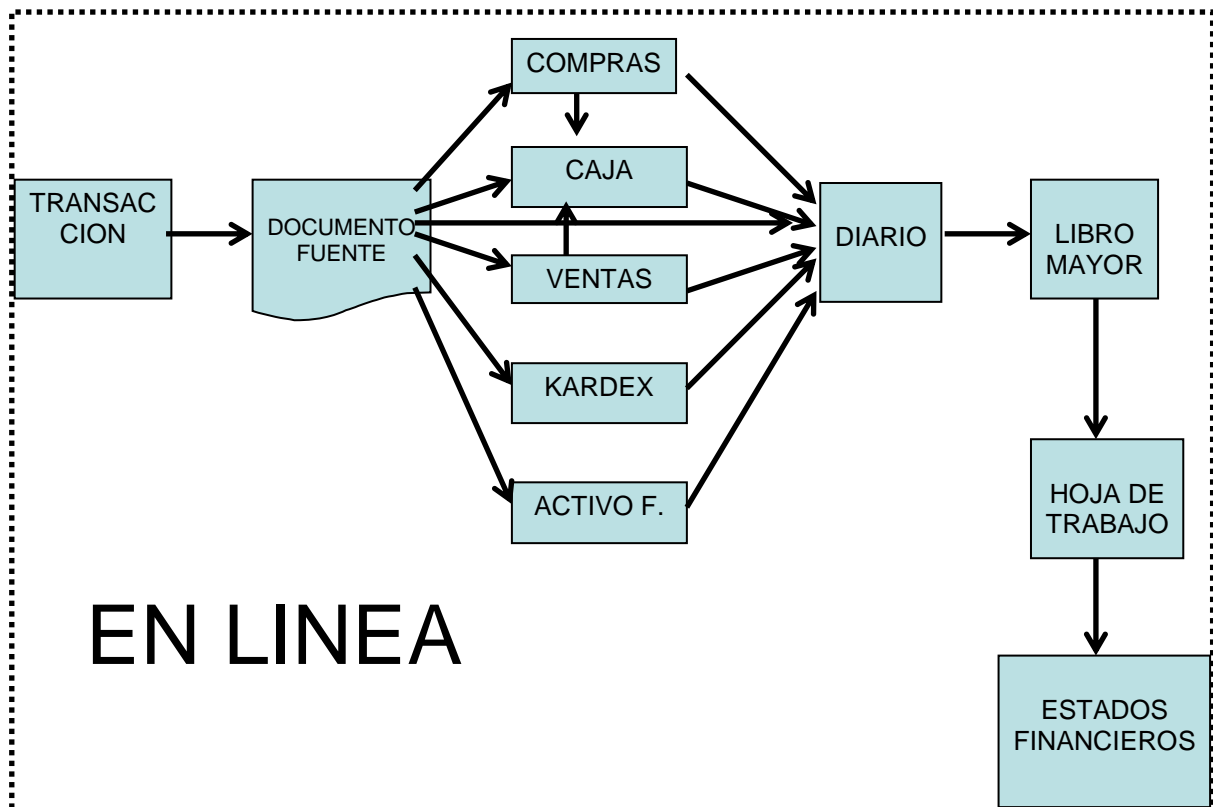 COMPRAS
CAJA
TRANSAC
CION
DOCUMENTO
FUENTE
VENTAS
DIARIO
LIBRO
MAYOR
KARDEX
ACTIVO F.
HOJA DE
TRABAJO
EN LINEA
ESTADOS
FINANCIEROS